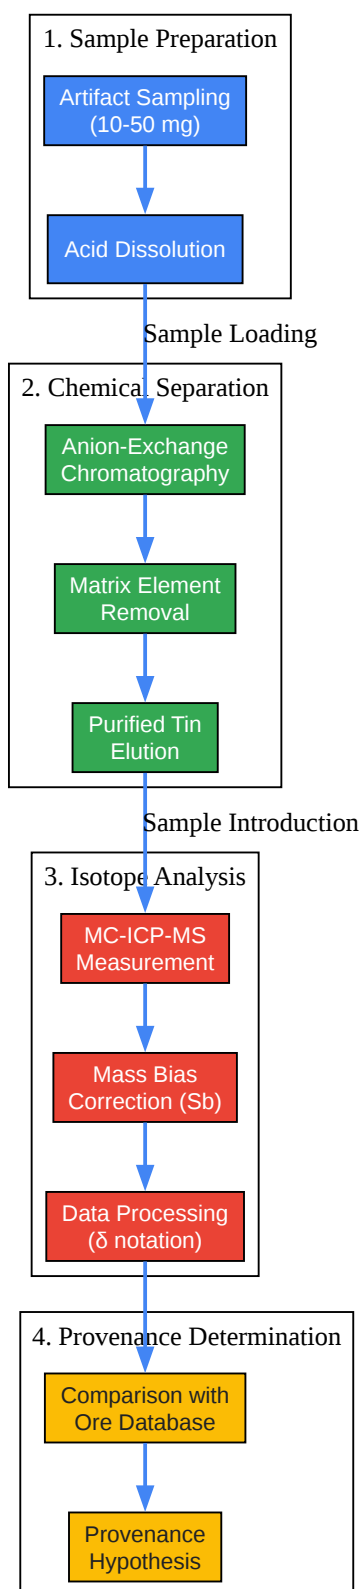 1. Sample Preparation
Artifact Sampling
(10-50 mg)
Acid Dissolution
Sample Loading
2. Chemical Separation
Anion-Exchange
Chromatography
Matrix Element
Removal
Purified Tin
Elution
Sample Introduction
3. Isotope Analysis
MC-ICP-MS
Measurement
Mass Bias
Correction (Sb)
Data Processing
(δ notation)
4. Provenance Determination
Comparison with
Ore Database
Provenance
Hypothesis